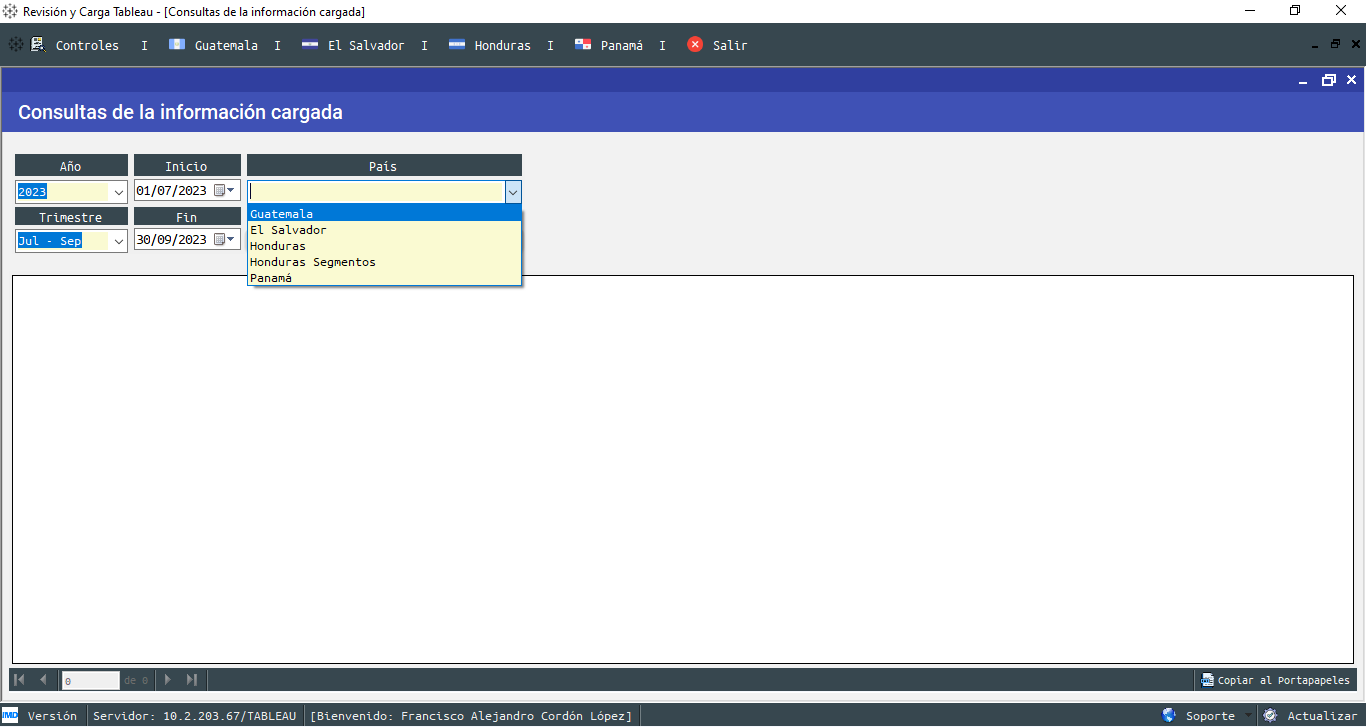 Revisión y Carga Tableau - [Consultas de la información cargada]
Controles I Guatemala I El Salvador I Honduras I Panamá I Salir
Consultas de la información cargada
Año Inicio País
2023 01/07/2023
Trimestre Fin
Jul - Sep 30/09/2023
Guatemala
El Salvador
Honduras
Honduras Segmentos
Panamá
0 de 0
Copiar al Portapapeles
IMD Versión Servidor: 10.2.203.67/TABLEAU [Bienvenido: Francisco Alejandro Cordón López] Soporte Actualizar